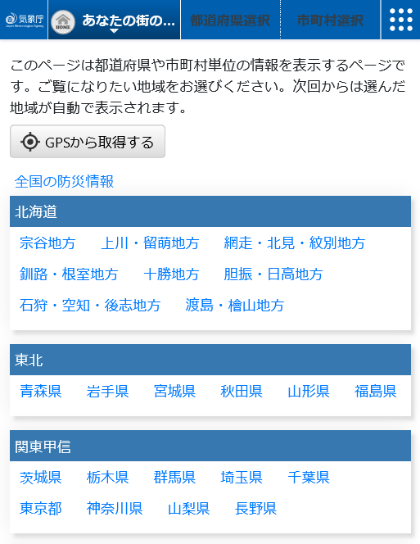 気象庁 HOME あなたの街の... 都道府県選択 市町村選択
このページは都道府県や市町村単位の情報を表示するページで
す。ご覧になりたい地域をお選びください。次回からは選んだ
地域が自動で表示されます。
GPSから取得する
全国の防災情報
北海道
宗谷地方 上川・留萌地方 網走・北見・紋別地方
釧路・根室地方 十勝地方 胆振・日高地方
石狩・空知・後志地方 渡島・檜山地方
東北
青森県 岩手県 宮城県 秋田県 山形県 福島県
関東甲信
茨城県 栃木県 群馬県 埼玉県 千葉県
東京都 神奈川県 山梨県 長野県